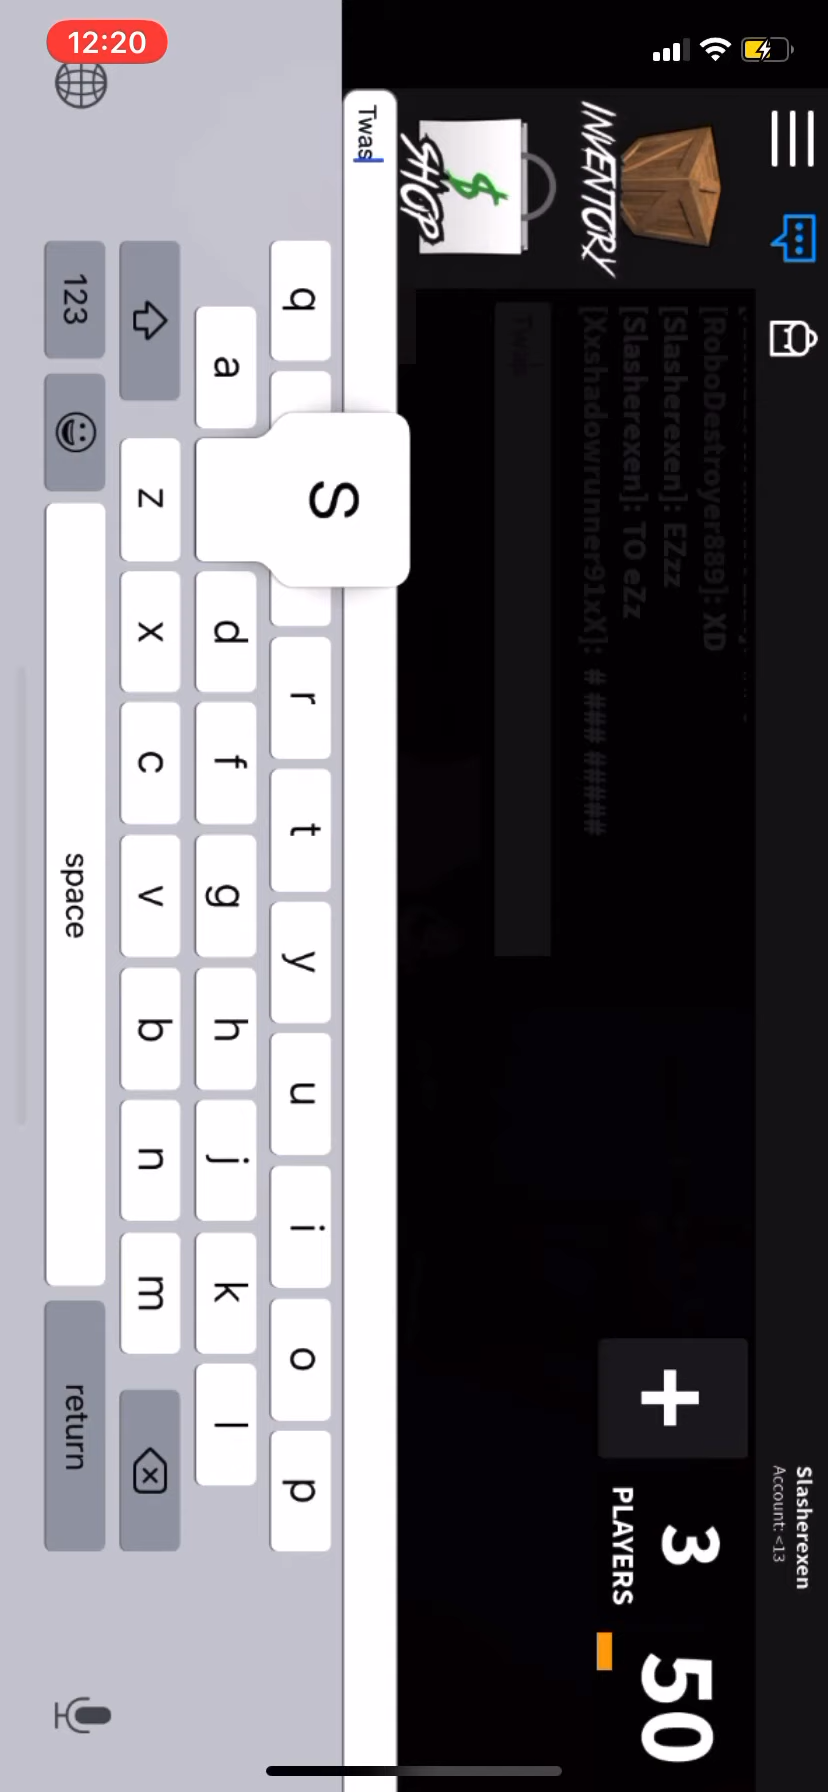 12:20
Slasherexen
Account: <13
INVENTORY
SHOP
$
[RoboDestroyer889]: XD
[Slasherexen]: EZzz
[Slasherexen]: TO eZz
[Xxshadowrunner91xX]: # ### #####
Twas
3
PLAYERS
50
Twas
q r t y u i o p
a S d f g h j k l
z x c v b n m
123 space return